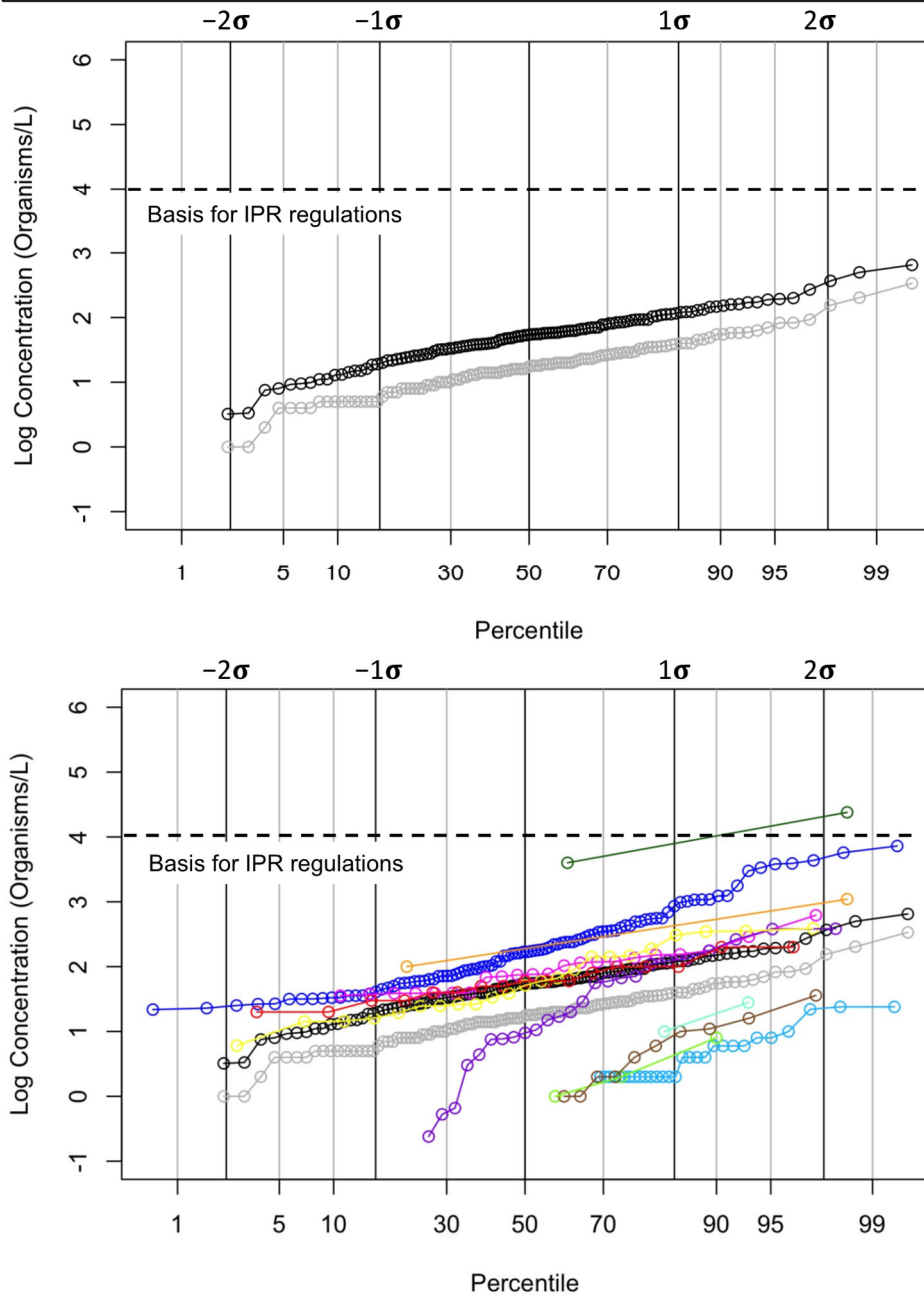 −2σ −1σ 1σ 2σ
6
5
4
3
2
1
0
-1
Log Concentration (Organisms/L)
Basis for IPR regulations
1 5 10 30 50 70 90 95 99
Percentile
−2σ −1σ 1σ 2σ
6
5
4
3
2
1
0
-1
Log Concentration (Organisms/L)
Basis for IPR regulations
1 5 10 30 50 70 90 95 99
Percentile